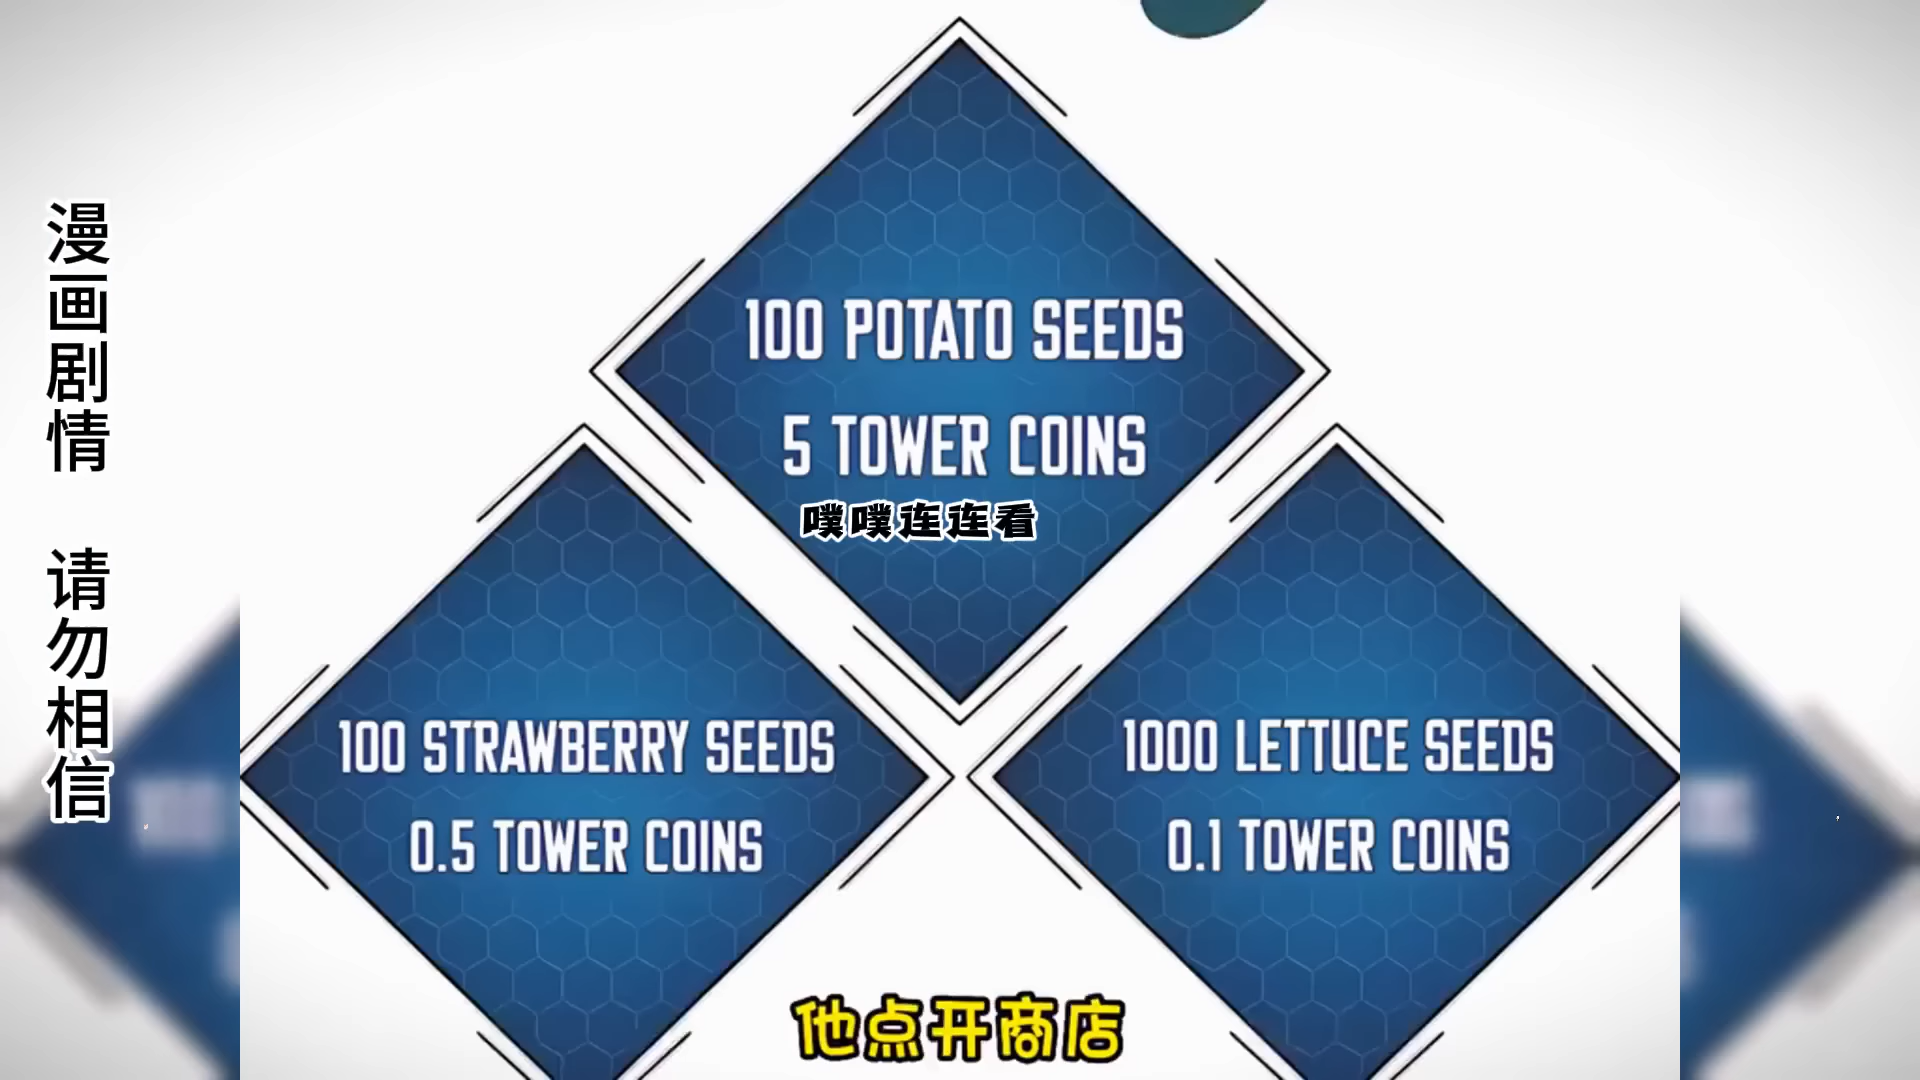 漫画剧情 请勿相信
100 POTATO SEEDS
5 TOWER COINS
噗噗连连看
100 STRAWBERRY SEEDS
0.5 TOWER COINS
1000 LETTUCE SEEDS
0.1 TOWER COINS
他点开商店